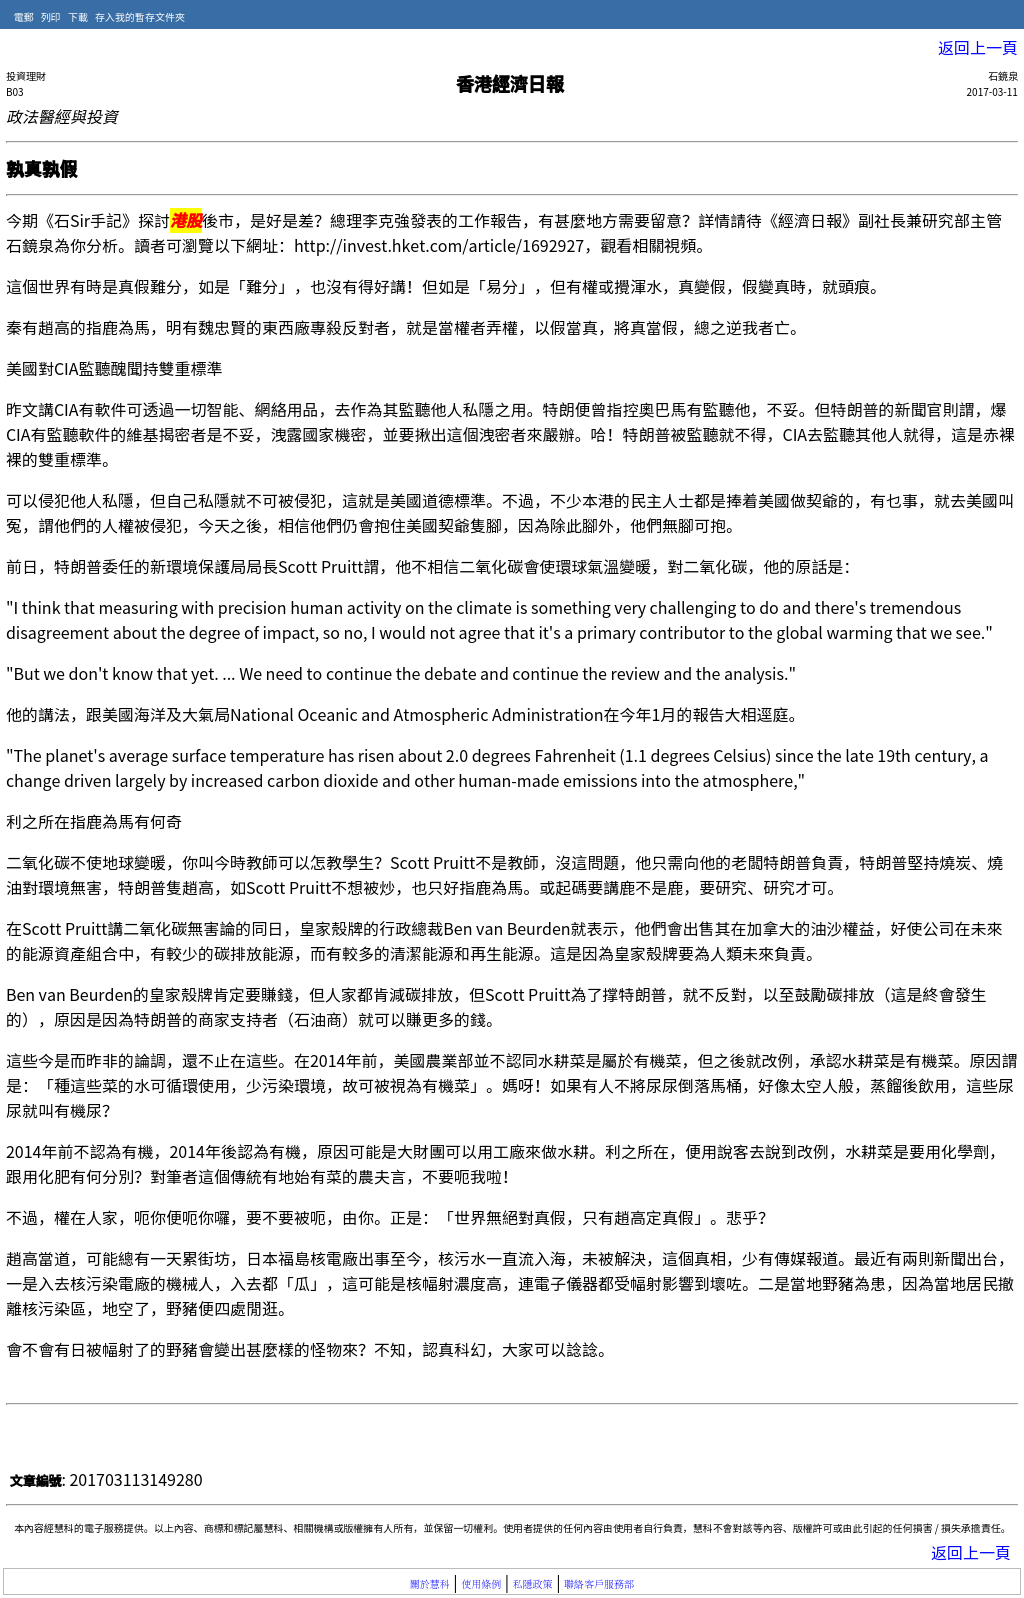 電郵 列印 下載 存入我的暫存文件夾
返回上一頁
投資理財
B03
香港經濟日報
石鏡泉
2017-03-11
政法醫經與投資
孰真孰假
今期《石Sir手記》探討港股後市，是好是差？總理李克強發表的工作報告，有甚麼地方需要留意？詳情請待《經濟日報》副社長兼研究部主管
石鏡泉為你分析。讀者可瀏覽以下網址：http://invest.hket.com/article/1692927，觀看相關視頻。
這個世界有時是真假難分，如是「難分」，也沒有得好講！但如是「易分」，但有權或攪渾水，真變假，假變真時，就頭痕。
秦有趙高的指鹿為馬，明有魏忠賢的東西廠專殺反對者，就是當權者弄權，以假當真，將真當假，總之逆我者亡。
美國對CIA監聽醜聞持雙重標準
昨文講CIA有軟件可透過一切智能、網絡用品，去作為其監聽他人私隱之用。特朗便曾指控奧巴馬有監聽他，不妥。但特朗普的新聞官則謂，爆
CIA有監聽軟件的維基揭密者是不妥，洩露國家機密，並要揪出這個洩密者來嚴辦。哈！特朗普被監聽就不得，CIA去監聽其他人就得，這是赤裸
裸的雙重標準。
可以侵犯他人私隱，但自己私隱就不可被侵犯，這就是美國道德標準。不過，不少本港的民主人士都是捧着美國做契爺的，有乜事，就去美國叫
冤，謂他們的人權被侵犯，今天之後，相信他們仍會抱住美國契爺隻腳，因為除此腳外，他們無腳可抱。
前日，特朗普委任的新環境保護局局長Scott Pruitt謂，他不相信二氧化碳會使環球氣溫變暖，對二氧化碳，他的原話是：
"I think that measuring with precision human activity on the climate is something very challenging to do and there's tremendous
disagreement about the degree of impact, so no, I would not agree that it's a primary contributor to the global warming that we see."
"But we don't know that yet. ... We need to continue the debate and continue the review and the analysis."
他的講法，跟美國海洋及大氣局National Oceanic and Atmospheric Administration在今年1月的報告大相逕庭。
"The planet's average surface temperature has risen about 2.0 degrees Fahrenheit (1.1 degrees Celsius) since the late 19th century, a
change driven largely by increased carbon dioxide and other human-made emissions into the atmosphere,"
利之所在指鹿為馬有何奇
二氧化碳不使地球變暖，你叫今時教師可以怎教學生？Scott Pruitt不是教師，沒這問題，他只需向他的老闆特朗普負責，特朗普堅持燒炭、燒
油對環境無害，特朗普隻趙高，如Scott Pruitt不想被炒，也只好指鹿為馬。或起碼要講鹿不是鹿，要研究、研究才可。
在Scott Pruitt講二氧化碳無害論的同日，皇家殼牌的行政總裁Ben van Beurden就表示，他們會出售其在加拿大的油沙權益，好使公司在未來
的能源資產組合中，有較少的碳排放能源，而有較多的清潔能源和再生能源。這是因為皇家殼牌要為人類未來負責。
Ben van Beurden的皇家殼牌肯定要賺錢，但人家都肯減碳排放，但Scott Pruitt為了撑特朗普，就不反對，以至鼓勵碳排放（這是終會發生
的），原因是因為特朗普的商家支持者（石油商）就可以賺更多的錢。
這些今是而昨非的論調，還不止在這些。在2014年前，美國農業部並不認同水耕菜是屬於有機菜，但之後就改例，承認水耕菜是有機菜。原因謂
是：「種這些菜的水可循環使用，少污染環境，故可被視為有機菜」。媽呀！如果有人不將尿尿倒落馬桶，好像太空人般，蒸餾後飲用，這些尿
尿就叫有機尿？
2014年前不認為有機，2014年後認為有機，原因可能是大財團可以用工廠來做水耕。利之所在，便用說客去說到改例，水耕菜是要用化學劑，
跟用化肥有何分別？對筆者這個傳統有地始有菜的農夫言，不要呃我啦！
不過，權在人家，呃你便呃你囉，要不要被呃，由你。正是：「世界無絕對真假，只有趙高定真假」。悲乎？
趙高當道，可能總有一天累街坊，日本福島核電廠出事至今，核污水一直流入海，未被解決，這個真相，少有傳媒報道。最近有兩則新聞出台，
一是入去核污染電廠的機械人，入去都「瓜」，這可能是核幅射濃度高，連電子儀器都受幅射影響到壞咗。二是當地野豬為患，因為當地居民撤
離核污染區，地空了，野豬便四處閒逛。
會不會有日被幅射了的野豬會變出甚麼樣的怪物來？不知，認真科幻，大家可以諗諗。
文章編號: 201703113149280
本內容經慧科的電子服務提供。以上內容、商標和標記屬慧科、相關機構或版權擁有人所有，並保留一切權利。使用者提供的任何內容由使用者自行負責，慧科不會對該等內容、版權許可或由此引起的任何損害 / 損失承擔責任。
返回上一頁
關於慧科 | 使用條例 | 私隱政策 | 聯絡客戶服務部